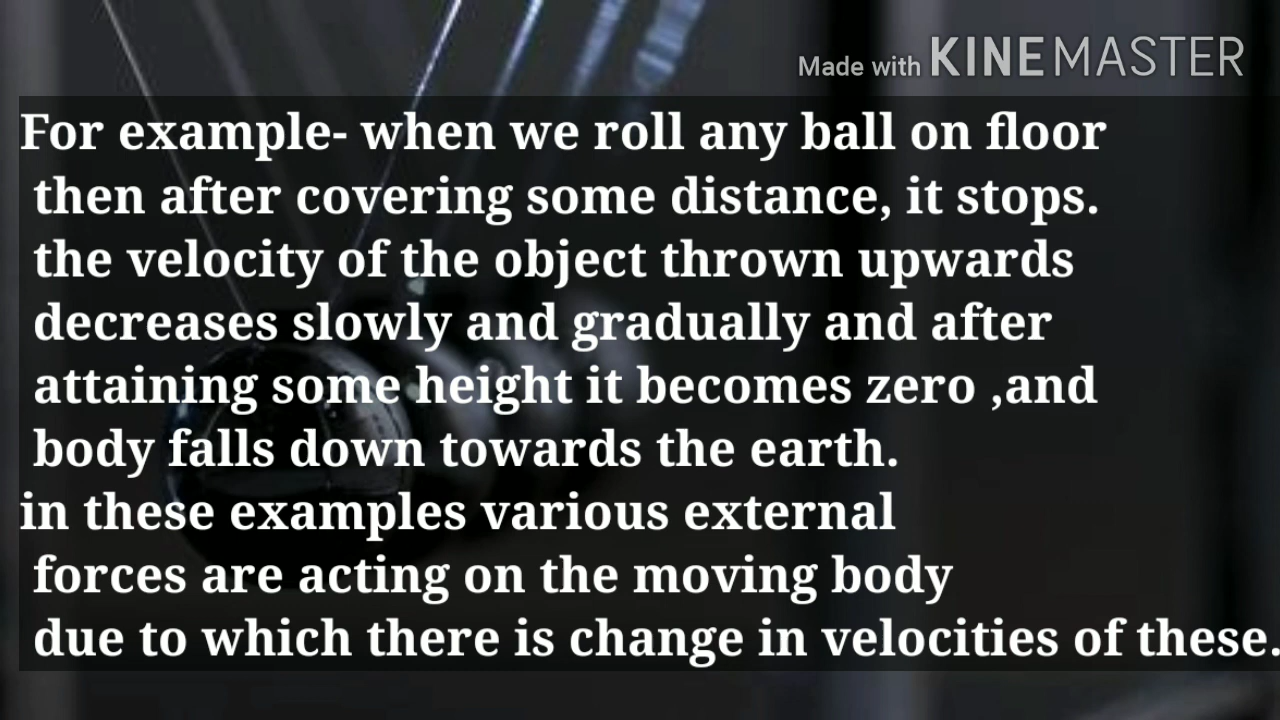 Made with KINEMASTER
For example- when we roll any ball on floor
then after covering some distance, it stops.
the velocity of the object thrown upwards
decreases slowly and gradually and after
attaining some height it becomes zero ,and
body falls down towards the earth.
in these examples various external
forces are acting on the moving body
due to which there is change in velocities of these.